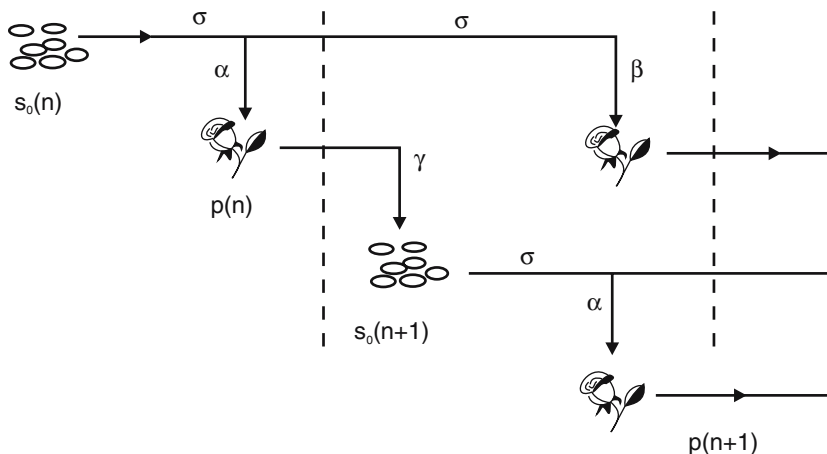 σ σ
α β
s₀(n)
γ
p(n)
σ
s₀(n+1) α
p(n+1)